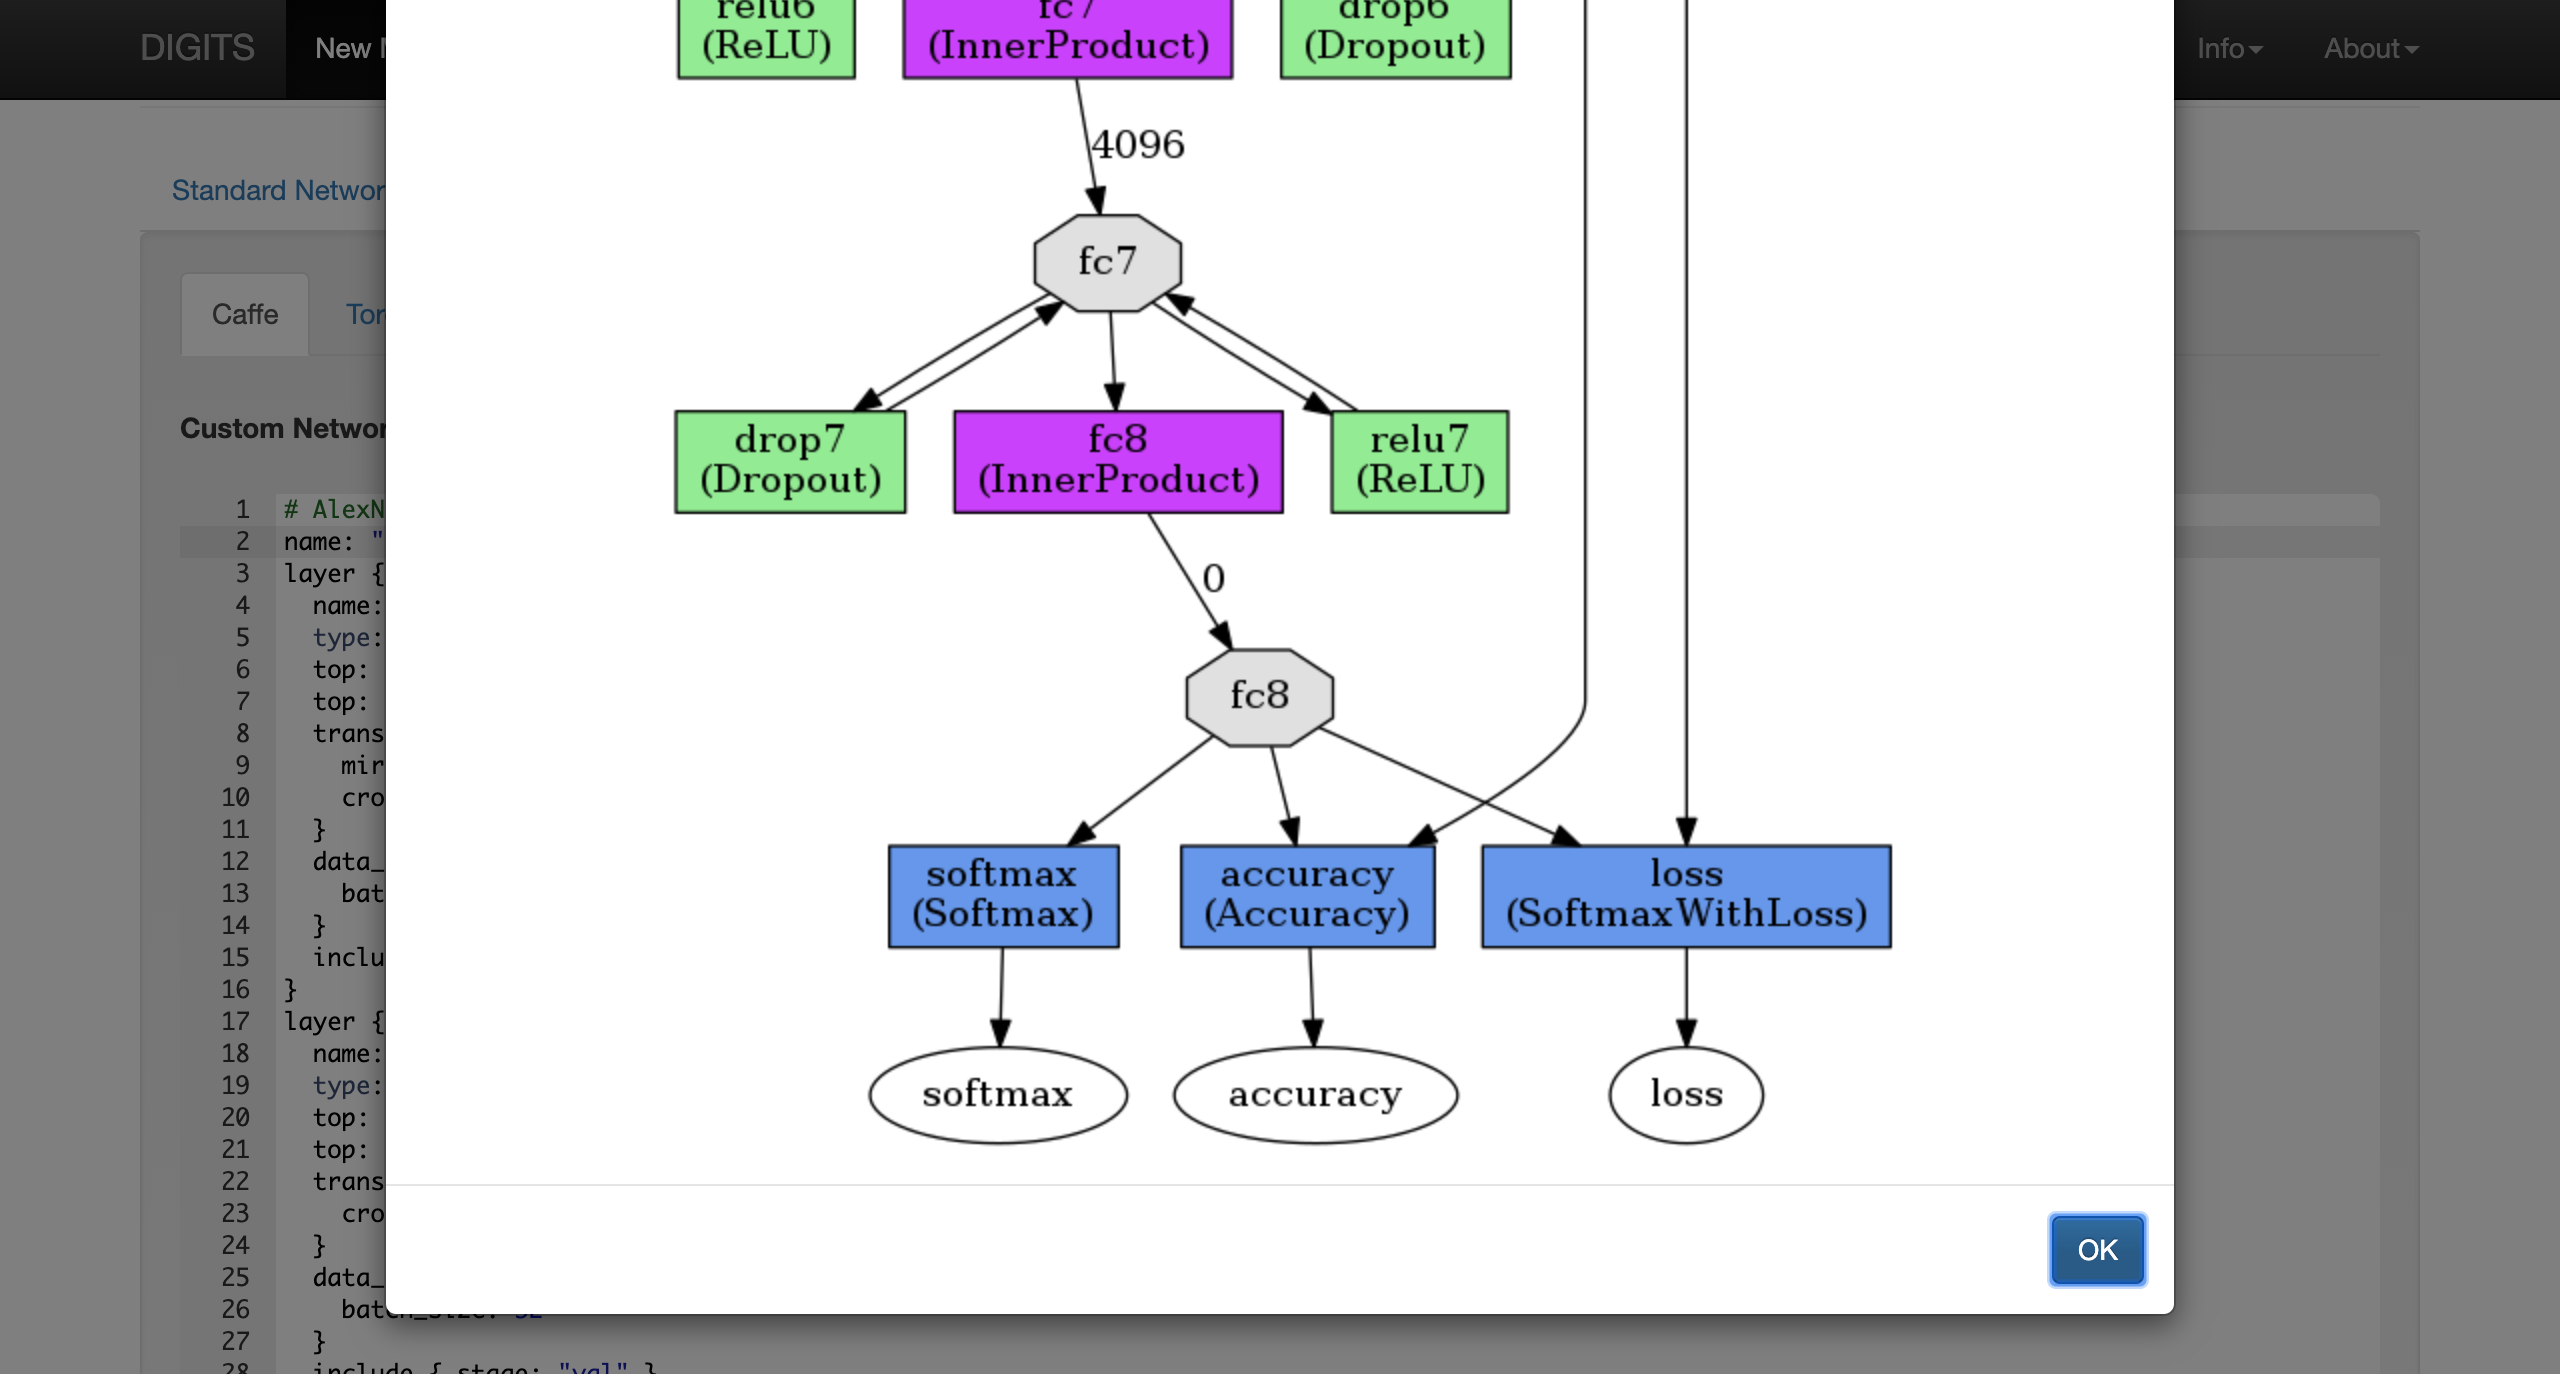 DIGITS
New
Info
About
relu6
(ReLU)
fc7
(InnerProduct)
drop6
(Dropout)
4096
fc7
drop7
(Dropout)
fc8
(InnerProduct)
relu7
(ReLU)
0
fc8
softmax
(Softmax)
accuracy
(Accuracy)
loss
(SoftmaxWithLoss)
softmax
accuracy
loss
OK
Standard Networ
Caffe
Tor
Custom Networ
1 # AlexN
2 name: "
3 layer {
4 name:
5 type:
6 top:
7 top:
8 trans
9 mir
10 cro
11 }
12 data_
13 bat
14 }
15 inclu
16 }
17 layer {
18 name:
19 type:
20 top:
21 top:
22 trans
23 cro
24 }
25 data_
26 batch_size: 32
27 }
28 include { stage: "val" }